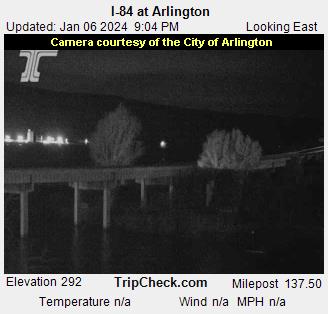 I-84 at Arlington
Updated: Jan 06 2024 9:04 PM Looking East
Camera courtesy of the City of Arlington
Elevation 292 TripCheck.com Milepost 137.50
Temperature n/a Wind n/a MPH n/a